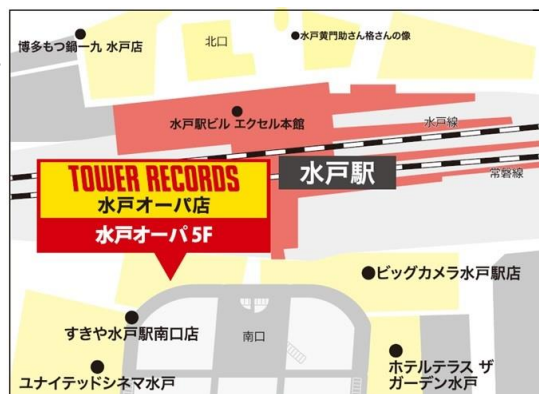 博多もつ鍋一九 水戸店
北口
水戸黄門助さん格さんの像
水戸駅ビル エクセル本館
水戸線
TOWER RECORDS
水戸オーパ店
水戸オーパ 5F
水戸駅
常磐線
ビッグカメラ水戸駅店
すきや水戸駅南口店
南口
ユナイテッドシネマ水戸
ホテルテラス ザ
ガーデン水戸